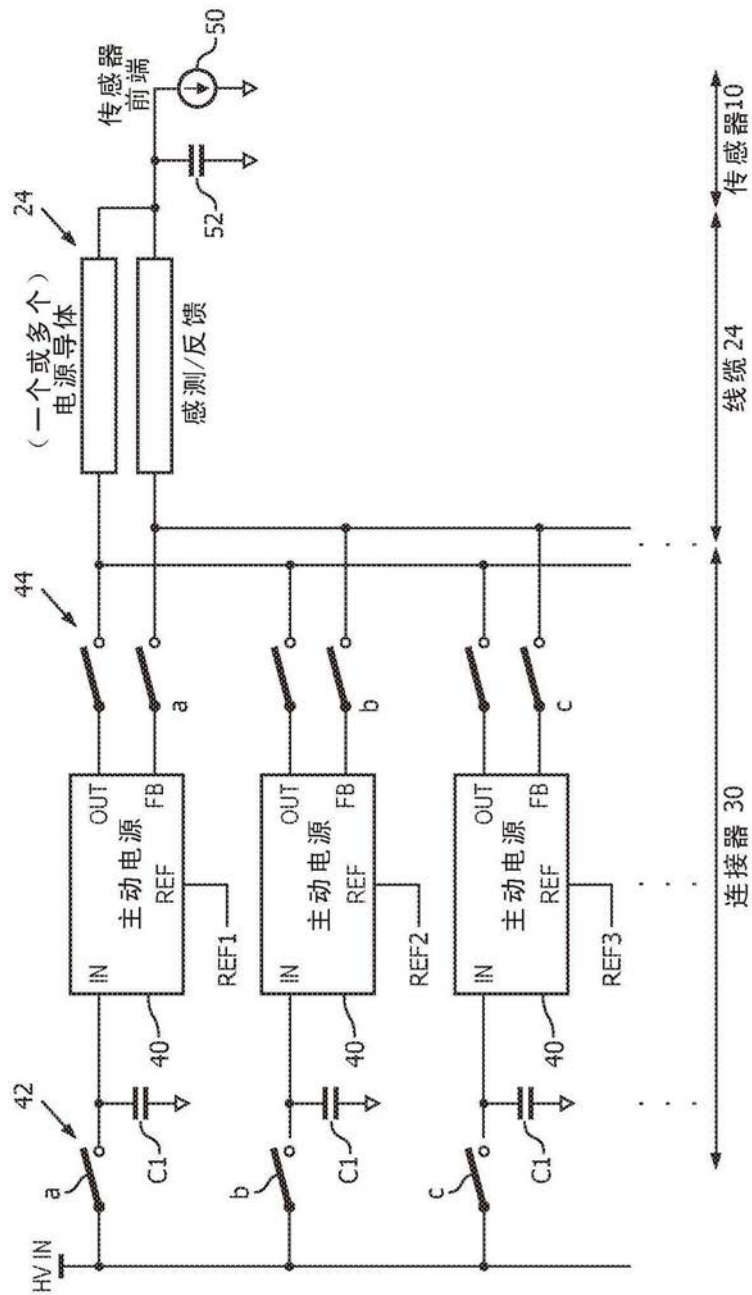 HV IN
a
42
C1
IN
OUT
主动电源
FB
REF
40
REF1
a
44
b
C1
IN
OUT
主动电源
FB
REF
40
REF2
b
c
C1
IN
OUT
主动电源
FB
REF
40
REF3
c
(一个或多个)
电源导体
24
感测/反馈
传感器
前端
50
52
. . .
. . .
. . .
连接器 30
线缆 24
传感器10